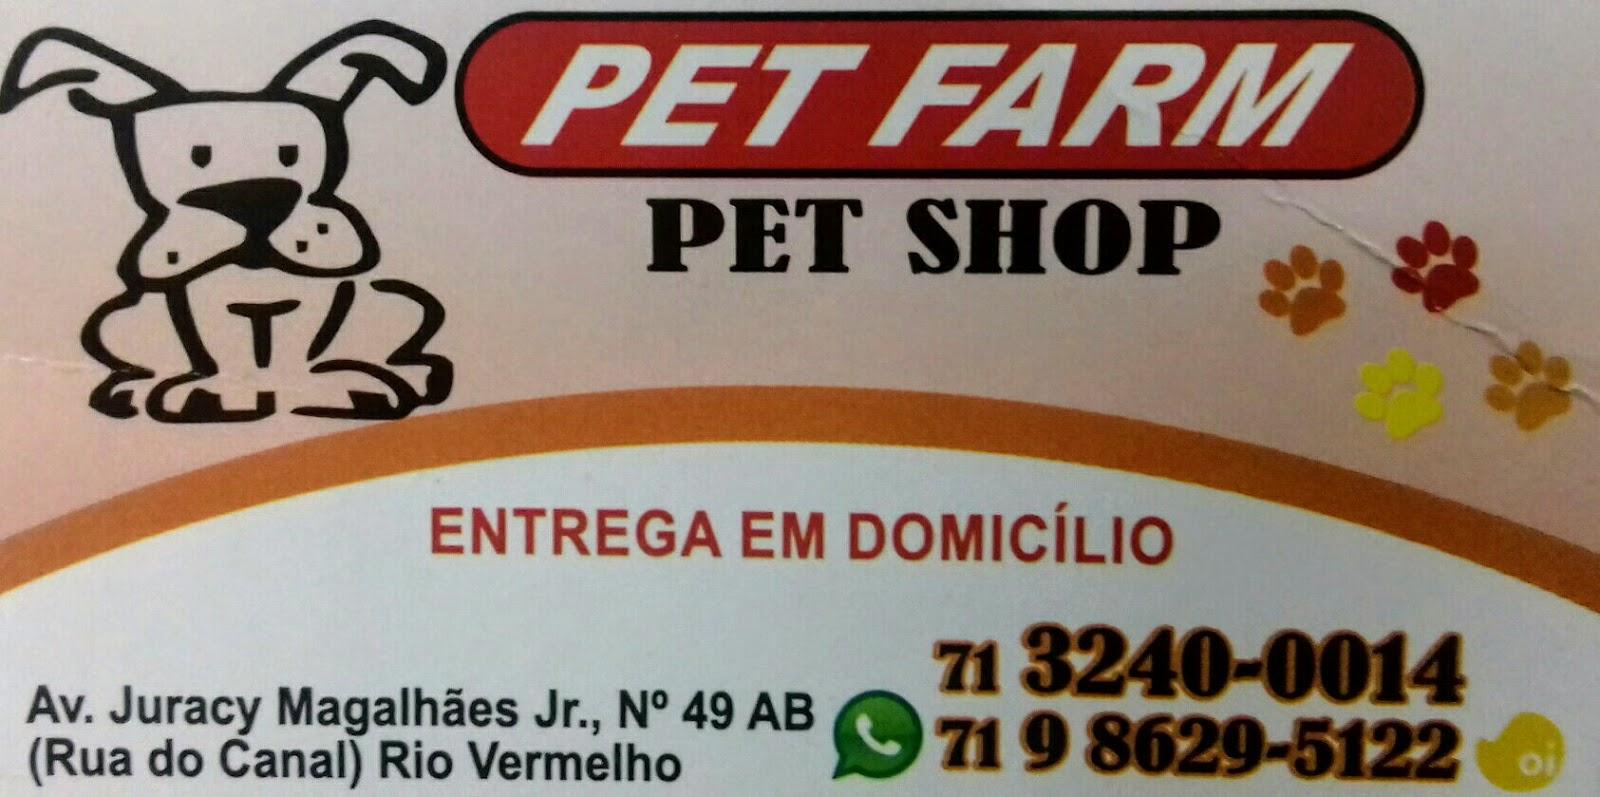 PET FARM
PET SHOP
ENTREGA EM DOMICÍLIO
71 3240-0014
Av. Juracy Magalhães Jr., Nº 49 AB
71 9 8629-5122 oi
(Rua do Canal) Rio Vermelho